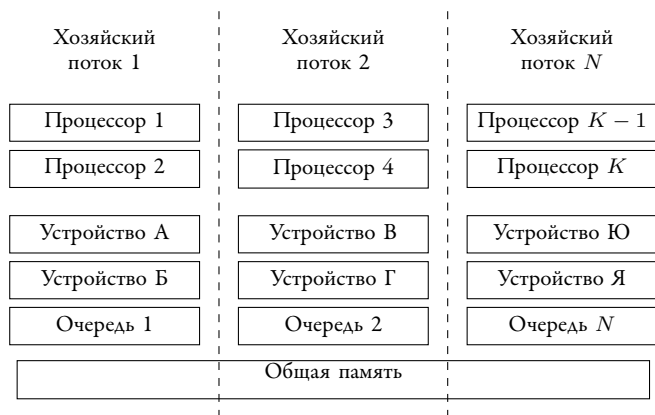 Хозяйский поток 1
Хозяйский поток 2
Хозяйский поток N
Процессор 1
Процессор 3
Процессор K − 1
Процессор 2
Процессор 4
Процессор K
Устройство А
Устройство В
Устройство Ю
Устройство Б
Устройство Г
Устройство Я
Очередь 1
Очередь 2
Очередь N
Общая память